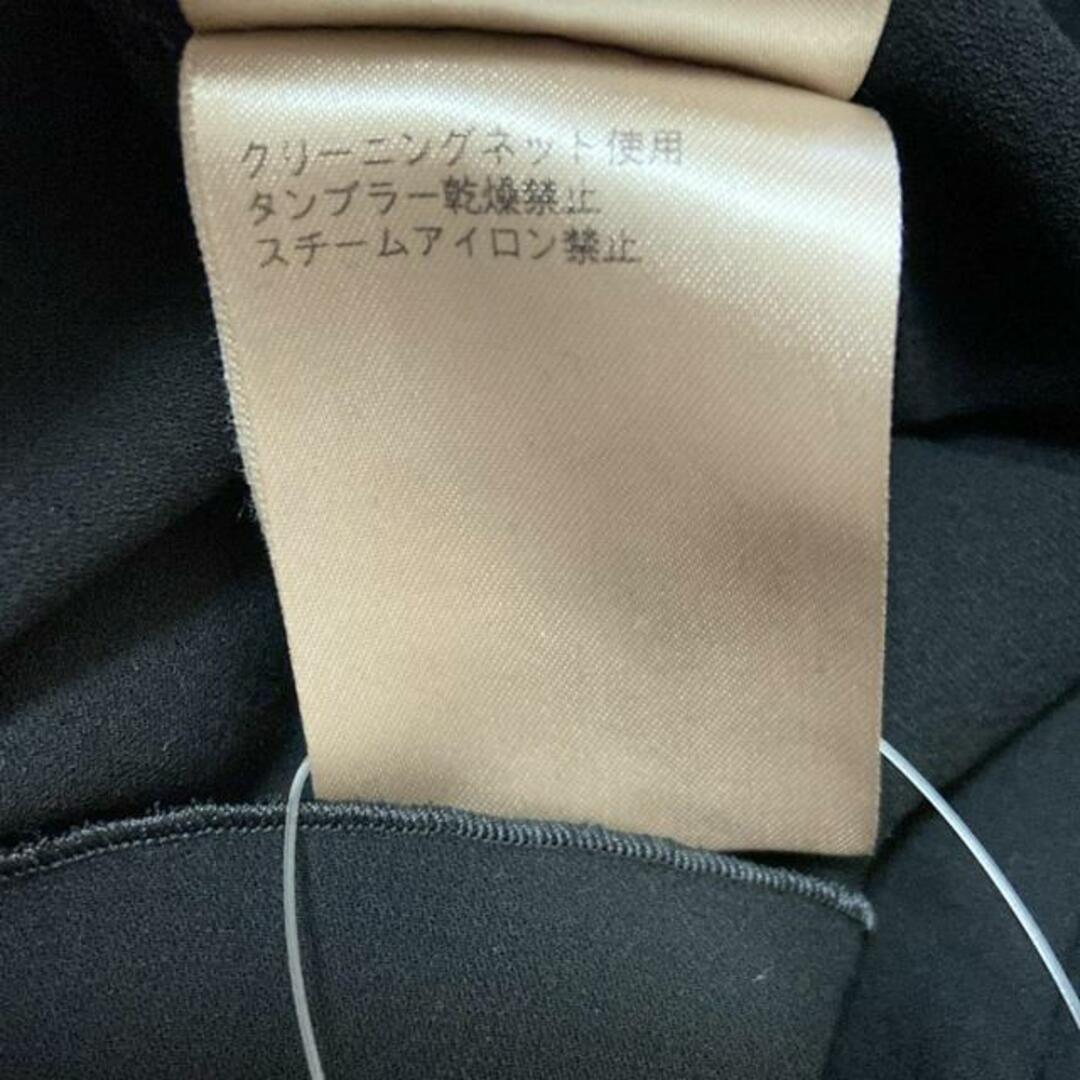 クリーニングネット使用
タンブラー乾燥禁止
スチームアイロン禁止